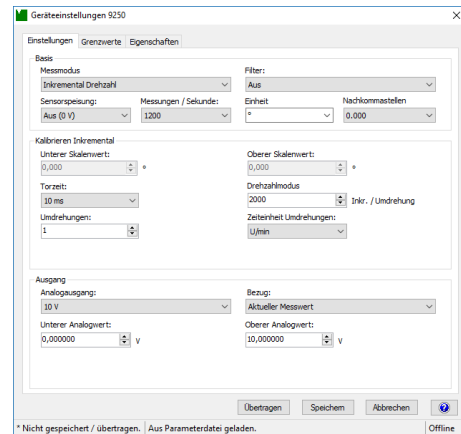 Geräteeinstellungen 9250
Einstellungen Grenzwerte Eigenschaften
Basis
Messmodus Filter:
Inkremental Drehzahl Aus
Sensorspeisung: Messungen / Sekunde: Einheit Nachkommastellen
Aus (0 V) 1200 ° 0.000
Kalibrieren Inkremental
Unterer Skalenwert: Oberer Skalenwert:
0,000 ° 0,000 °
Torzeit: Drehzahlmodus
10 ms 2000 Inkr. / Umdrehung
Umdrehungen: Zeiteinheit Umdrehungen:
1 U/min
Ausgang
Analogausgang: Bezug:
10 V Aktueller Messwert
Unterer Analogwert: Oberer Analogwert:
0,000000 V 10,000000 V
Übertragen Speichern Abbrechen ?
* Nicht gespeichert / übertragen. Aus Parameterdatei geladen. Offline